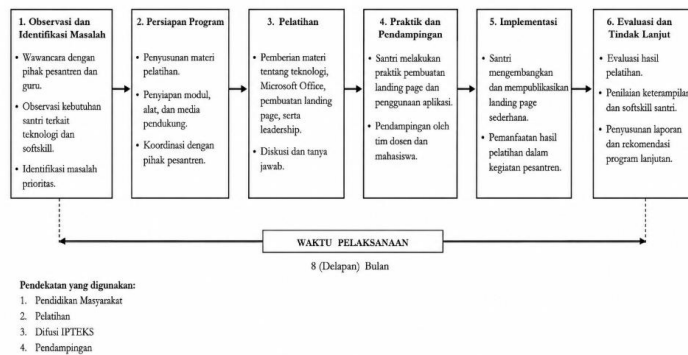 1. Observasi dan
Identifikasi Masalah
• Wawancara dengan
pihak pesantren dan
guru.
• Observasi kebutuhan
santri terkait
teknologi dan
softskill.
• Identifikasi masalah
prioritas.
2. Persiapan Program
• Penyusunan materi
pelatihan.
• Penyiapan modul,
alat, dan media
pendukung.
• Koordinasi dengan
pihak pesantren.
3. Pelatihan
• Pemberian materi
tentang teknologi,
Microsoft Office,
pembuatan landing
page, serta
leadership.
• Diskusi dan tanya
jawab.
4. Praktik dan
Pendampingan
• Santri melakukan
praktik pembuatan
landing page dan
penggunaan aplikasi.
• Pendampingan oleh
tim dosen dan
mahasiswa.
5. Implementasi
• Santri
mengembangkan
dan mempublikasikan
landing page
sederhana.
• Pemanfaatan hasil
pelatihan dalam
kegiatan pesantren.
6. Evaluasi dan
Tindak Lanjut
• Evaluasi hasil
pelatihan.
• Penilaian keterampilan
dan softskill santri.
• Penyusunan laporan
dan rekomendasi
program lanjutan.
WAKTU PELAKSANAAN
8 (Delapan) Bulan
Pendekatan yang digunakan:
1. Pendidikan Masyarakat
2. Pelatihan
3. Difusi IPTEKS
4. Pendampingan